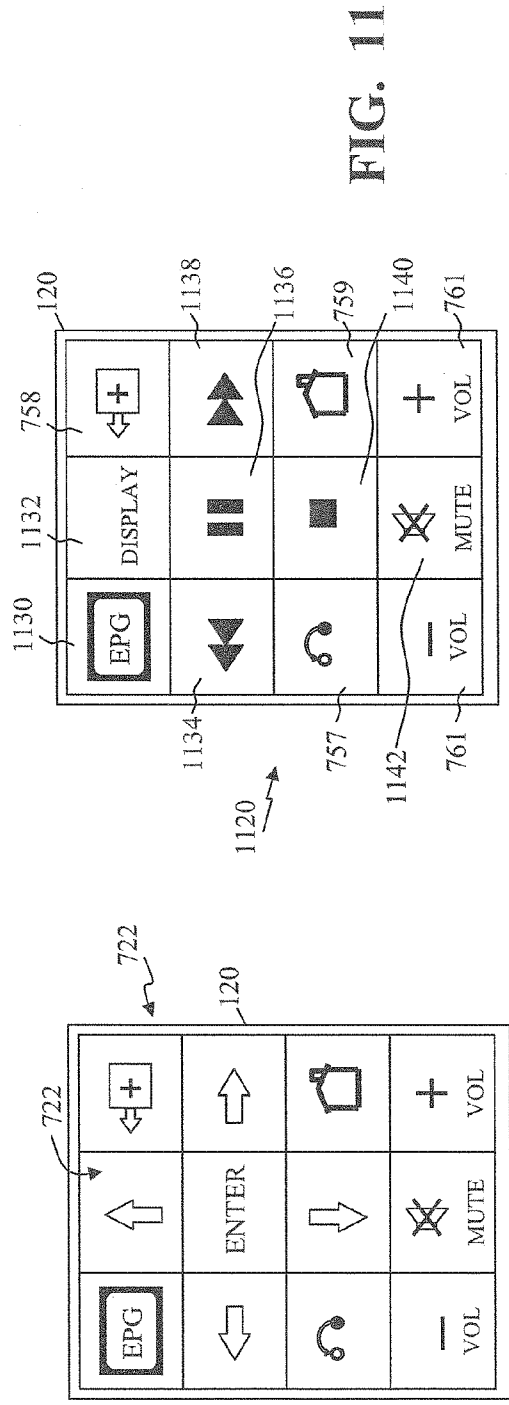 722
722
EPG
+
120
ENTER
− MUTE +
VOL VOL
1130 1132 758 120
EPG DISPLAY +
1134 1138
1136
1120
757 759
1140
− MUTE +
VOL VOL
761 1142 761
FIG. 11